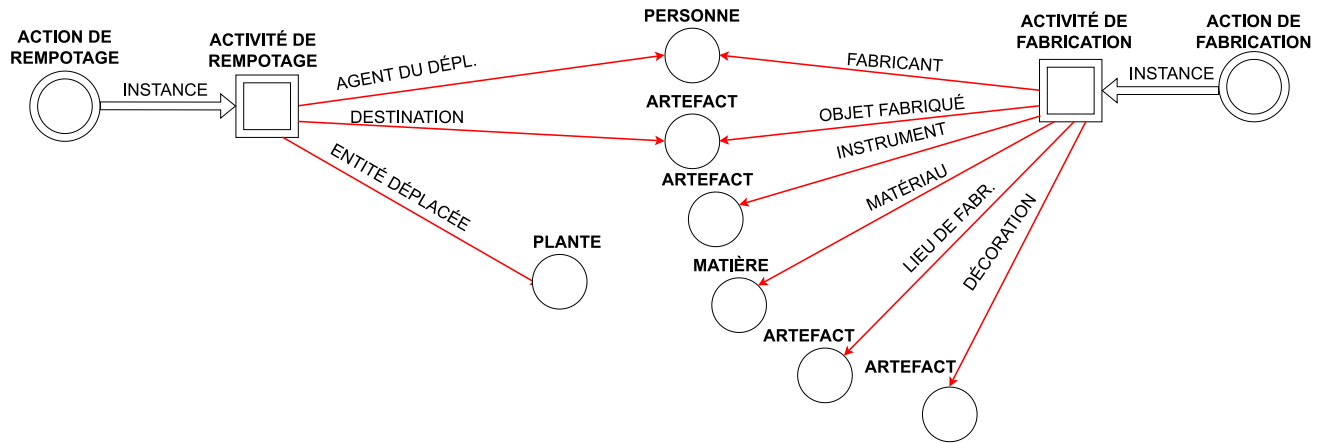 ACTION DE
REMPOTAGE
INSTANCE
ACTIVITÉ DE
REMPOTAGE
AGENT DU DÉPL.
DESTINATION
ENTITÉ DÉPLACÉE
PERSONNE
ARTEFACT
ARTEFACT
PLANTE
MATIÈRE
ARTEFACT
ARTEFACT
FABRICANT
OBJET FABRIQUÉ
INSTRUMENT
MATÉRIAU
LIEU DE FABR.
DÉCORATION
ACTIVITÉ DE
FABRICATION
INSTANCE
ACTION DE
FABRICATION